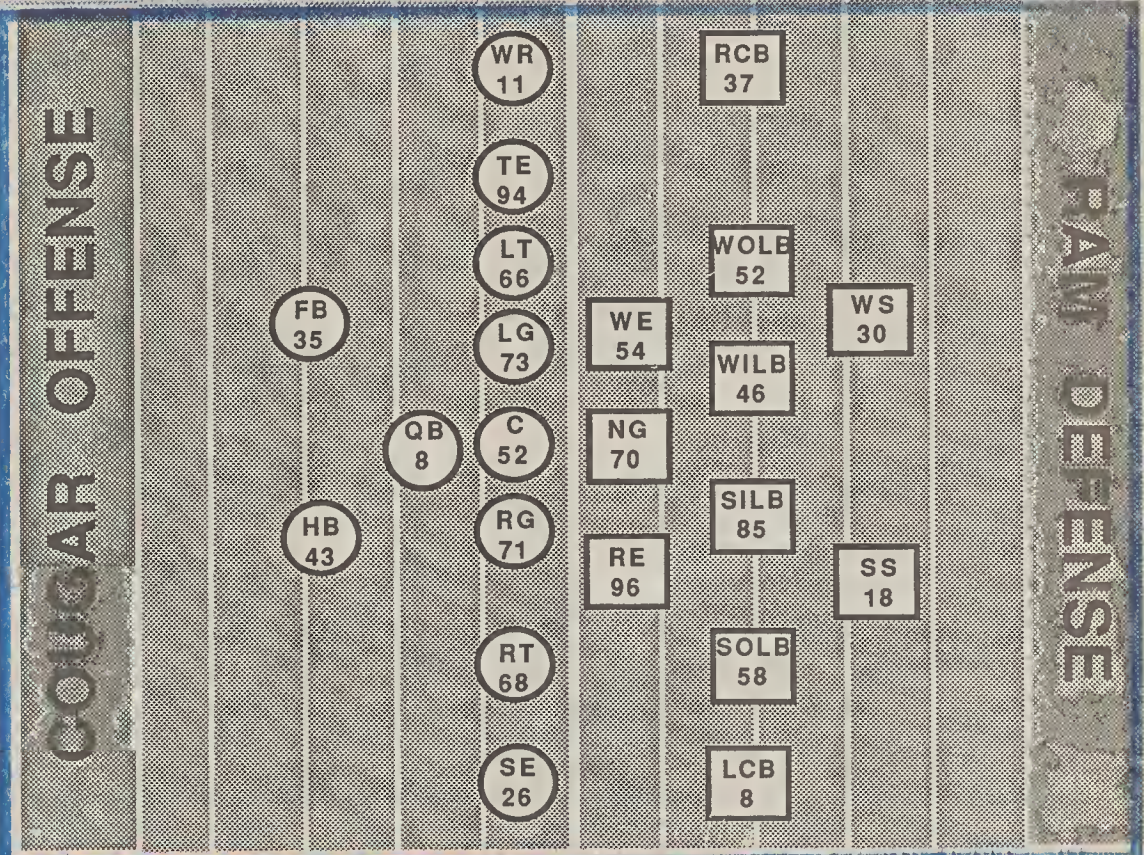 COUGAR OFFENSE
WR
11
TE
94
LT
66
LG
73
C
52
RG
71
RT
68
SE
26
FB
35
QB
8
HB
43
WE
54
NG
70
RE
96
RCB
37
WOLB
52
WILB
46
SILB
85
SOLB
58
LCB
8
WS
30
SS
18
RAM DEFENSE